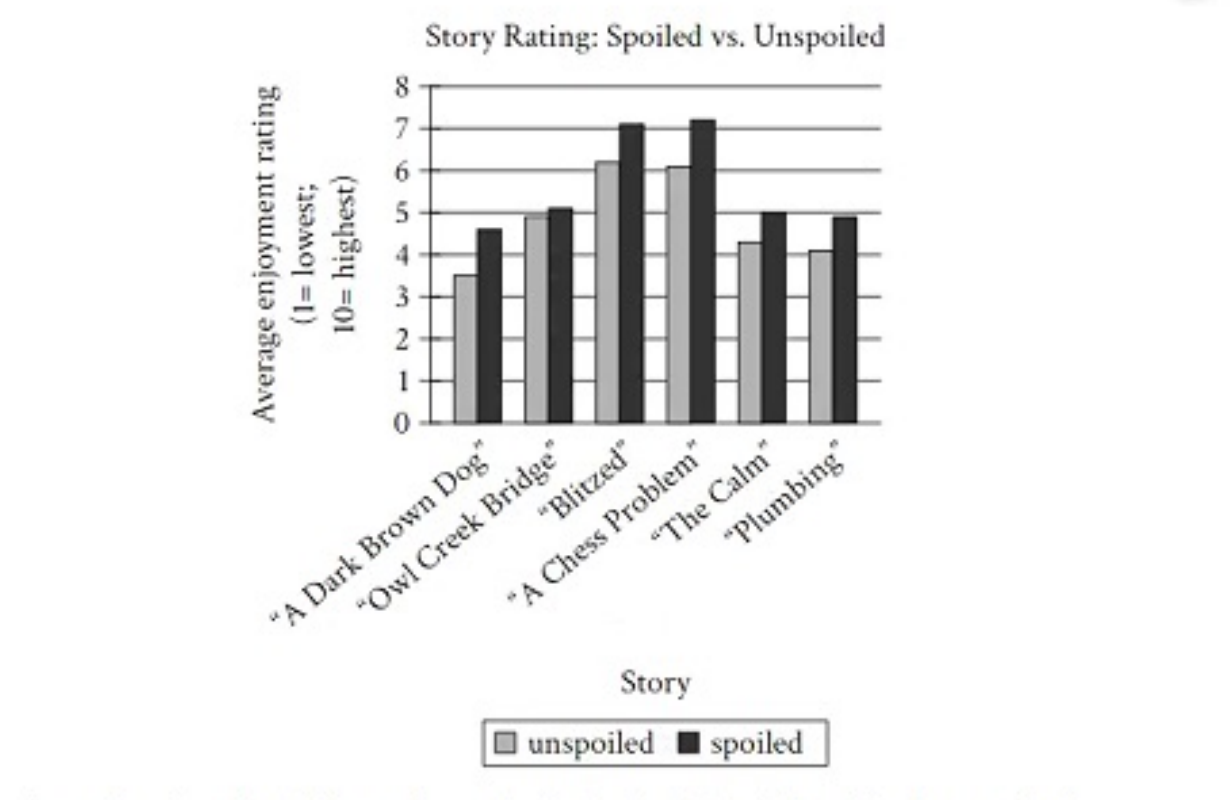 Story Rating: Spoiled vs. Unspoiled
Average enjoyment rating
(1= lowest;
10= highest)
8
7
6
5
4
3
2
1
0
“A Dark Brown Dog”
“Owl Creek Bridge”
“Blitzed”
“A Chess Problem”
“The Calm”
“Plumbing”
Story
unspoiled spoiled